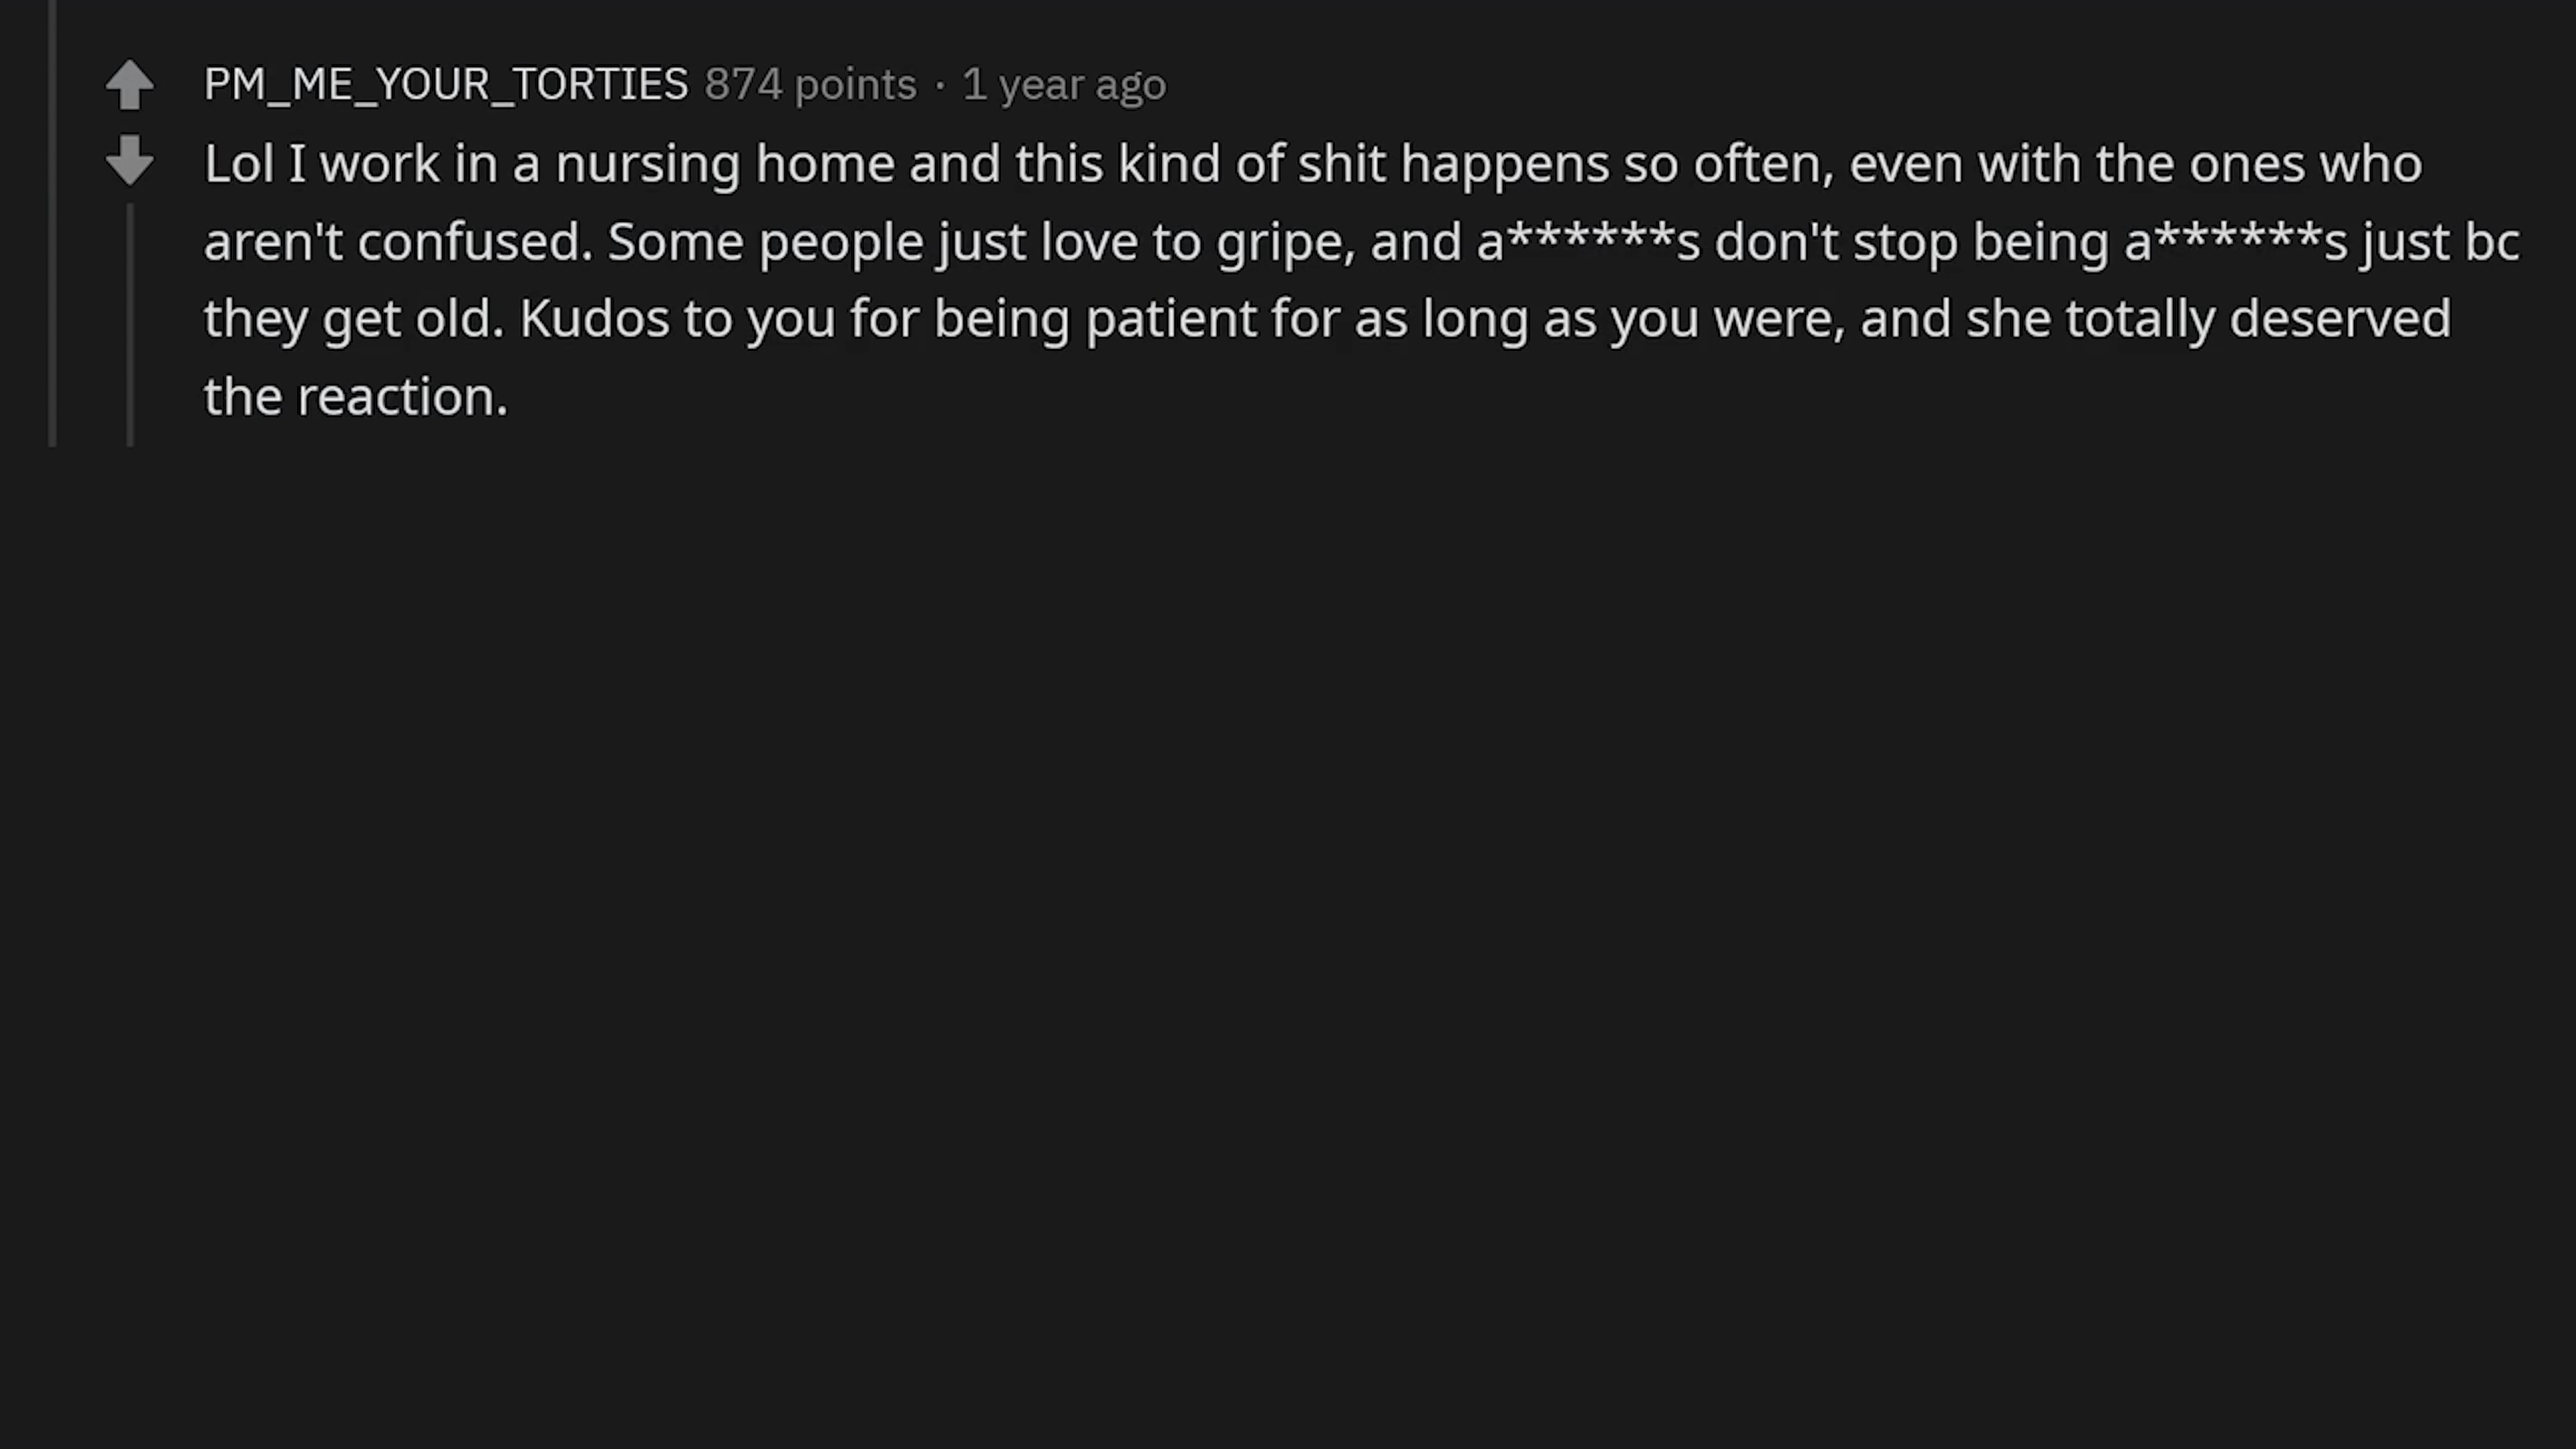 PM_ME_YOUR_TORTIES 874 points · 1 year ago
Lol I work in a nursing home and this kind of shit happens so often, even with the ones who
aren't confused. Some people just love to gripe, and a******s don't stop being a******s just bc
they get old. Kudos to you for being patient for as long as you were, and she totally deserved
the reaction.